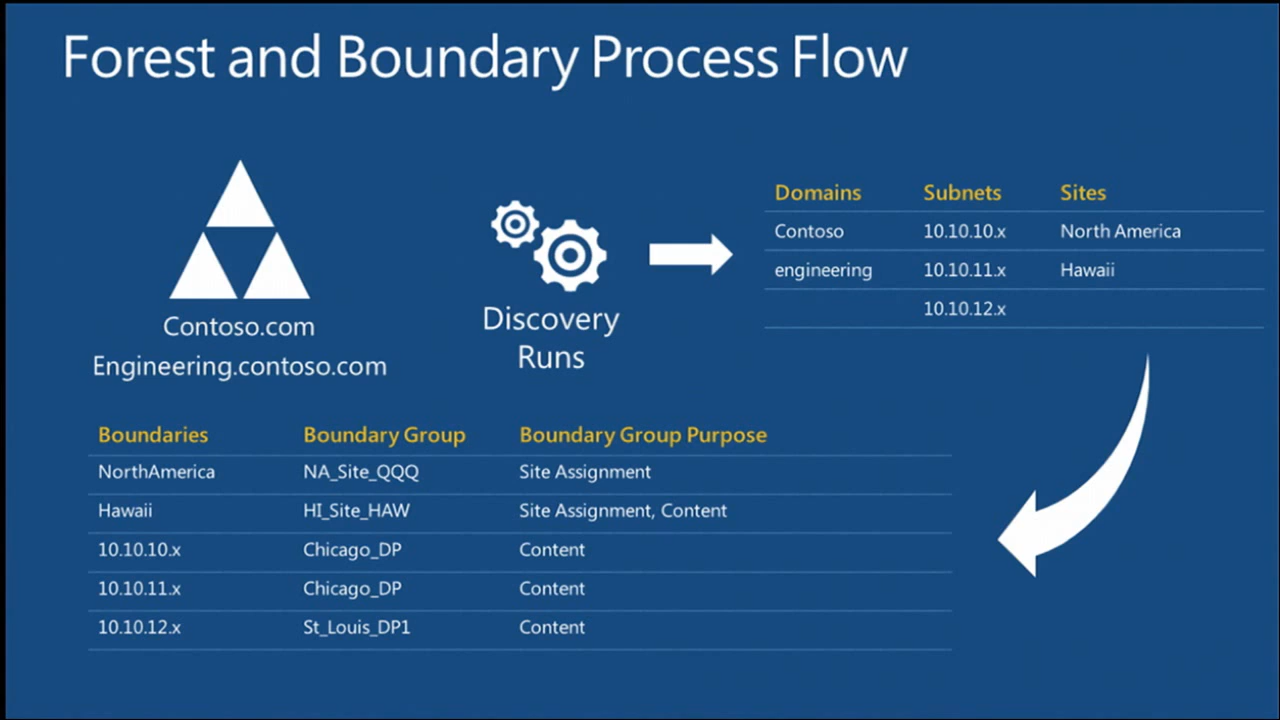 Forest and Boundary Process Flow
Contoso.com
Engineering.contoso.com
Discovery
Runs
Domains Subnets Sites
Contoso 10.10.10.x North America
engineering 10.10.11.x Hawaii
10.10.12.x
Boundaries Boundary Group Boundary Group Purpose
NorthAmerica NA_Site_QQQ Site Assignment
Hawaii HI_Site_HAW Site Assignment, Content
10.10.10.x Chicago_DP Content
10.10.11.x Chicago_DP Content
10.10.12.x St_Louis_DP1 Content